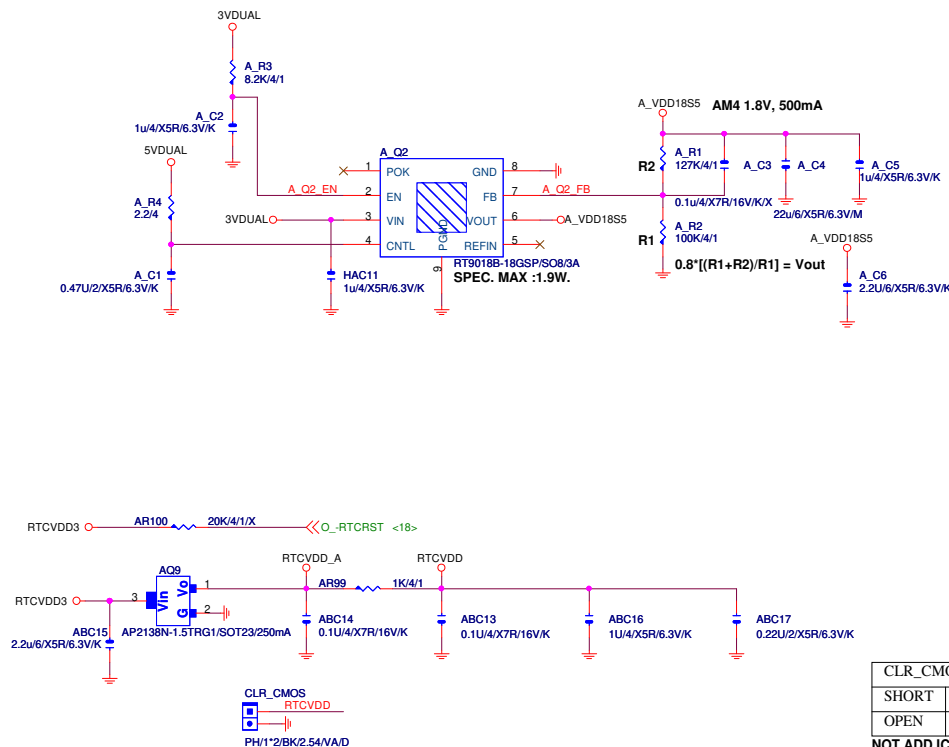 3VDUAL
A_R3
8.2K/4/1
A_C2
1u/4/X5R/6.3V/K
5VDUAL
A_R4
2.2/4
3VDUAL
A_C1
0.47U/2/X5R/6.3V/K
HAC11
1u/4/X5R/6.3V/K
A_Q2_EN
A_Q2
1 POK GND 8
2 EN FB 7
3 VIN VOUT 6
4 CNTL REFIN 5
PGND
9
RT9018B-18GSP/SO8/3A
SPEC. MAX :1.9W.
A_Q2_FB
A_VDD18S5
A_VDD18S5
AM4 1.8V, 500mA
R2
A_R1
127K/4/1
A_C3
0.1u/4/X7R/16V/K/X
A_C4
22u/6/X5R/6.3V/M
A_C5
1u/4/X5R/6.3V/K
R1
A_R2
100K/4/1
0.8*[(R1+R2)/R1] = Vout
A_VDD18S5
A_C6
2.2U/6/X5R/6.3V/K
RTCVDD3
AR100
20K/4/1/X
O_-RTCRST <18>
RTCVDD3
ABC15
2.2u/6/X5R/6.3V/K
AQ9
3 Vin Vo 1
G 2
AP2138N-1.5TRG1/SOT23/250mA
RTCVDD_A
AR99
1K/4/1
RTCVDD
ABC14
0.1U/4/X7R/16V/K
ABC13
0.1U/4/X7R/16V/K
ABC16
1U/4/X5R/6.3V/K
ABC17
0.22U/2/X5R/6.3V/K
CLR_CMOS
RTCVDD
PH/1*2/BK/2.54/VA/D
CLR_CMO
SHORT
OPEN
NOT ADD IC